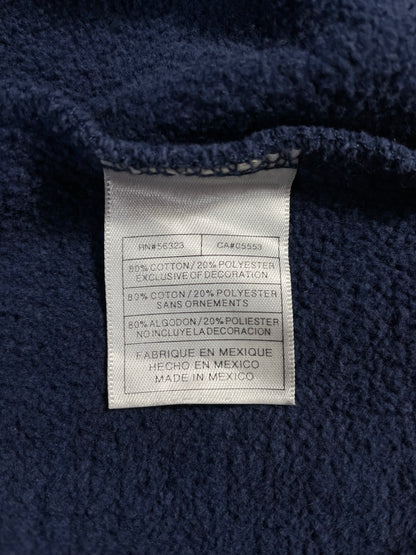 RN#56323 CA#05553
80% COTTON/20% POLYESTER
EXCLUSIVE OF DECORATION
80% COTON/20% POLYESTER
SANS ORNEMENTS
80% ALGODON/20% POLIESTER
NO INCLUYE LA DECORACION
FABRIQUE EN MEXIQUE
HECHO EN MEXICO
MADE IN MEXICO